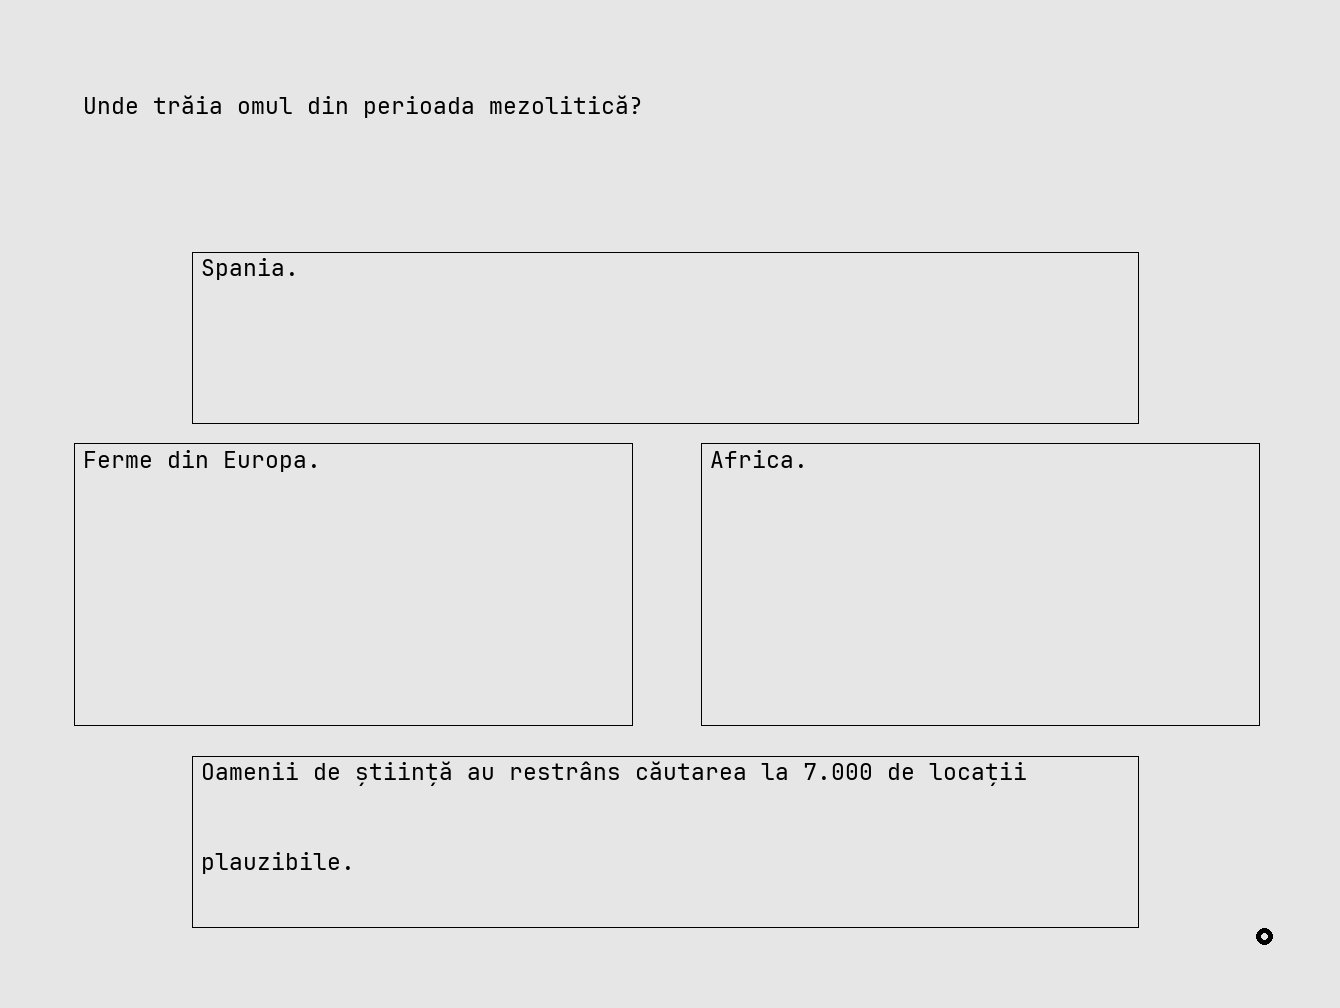 Unde trăia omul din perioada mezolitică?
Spania.
Ferme din Europa.
Africa.
Oamenii de știință au restrâns căutarea la 7.000 de locații
plauzibile.